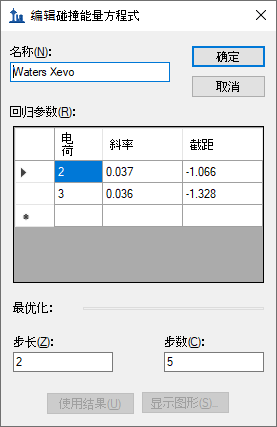 编辑碰撞能量方程式
名称(N):
Waters Xevo
确定
取消
回归参数(R):
电荷 斜率 截距
2 0.037 -1.066
3 0.036 -1.328
最优化:
步长(Z): 步数(C):
2 5
使用结果(U) 显示图形(S)...